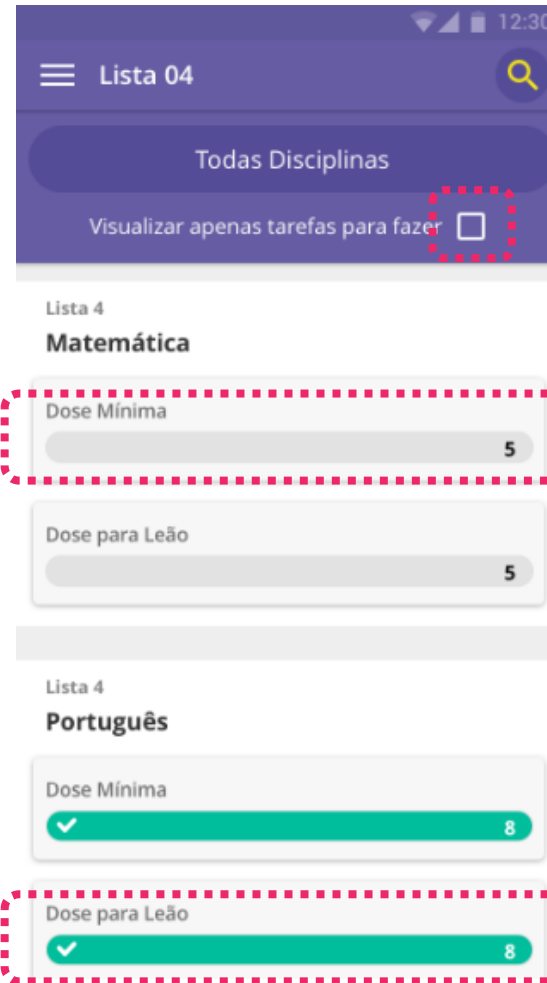 12:30
Lista 04
Todas Disciplinas
Visualizar apenas tarefas para fazer
Lista 4
Matemática
Dose Mínima
5
Dose para Leão
5
Lista 4
Português
Dose Mínima
8
Dose para Leão
8